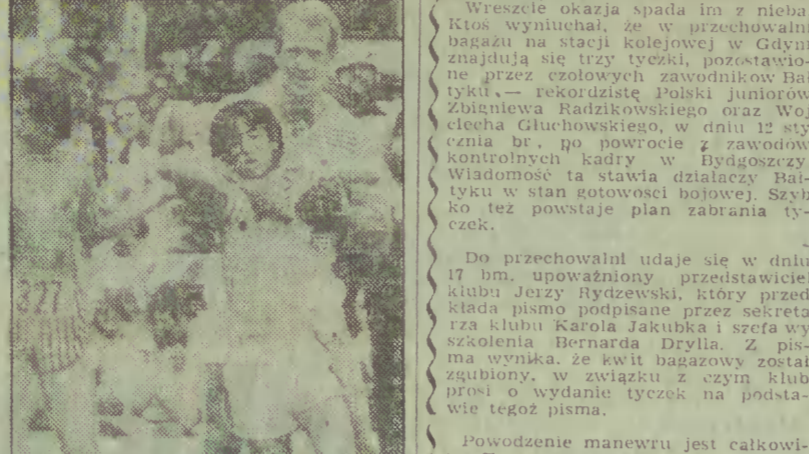 327
Wreszcie okazja spada im z nieba
Ktoś wyniuchał, że w przechowalni
bagażu na stacji kolejowej w Gdyni
znajdują się trzy tyczki, pozostawio-
ne przez czołowych zawodników Bał
tyku — rekordzistę Polski juniorów
Zbigniewa Radzikowskiego oraz Woj
ciecha Głuchowskiego, w dniu 12 sty
cznia br, po powrocie z zawodów
kontrolnych kadry w Bydgoszczy
Wiadomość ta stawia działaczy Bał-
tyku w stan gotowości bojowej. Szyb
ko też powstaje plan zabrania ty-
czek.
Do przechowalni udaje się w dniu
17 bm. upoważniony przedstawiciel
klubu Jerzy Rydzewski, który przed
kłada pismo podpisane przez sekreta
rza klubu Karola Jakubka i szefa wy
szkolenia Bernarda Drylla. Z pis-
ma wynika, że kwit bagażowy został
zgubiony, w związku z czym klub
prosi o wydanie tyczek na podsta-
wie tegoż pisma.
Powodzenie manewru jest całkowi-